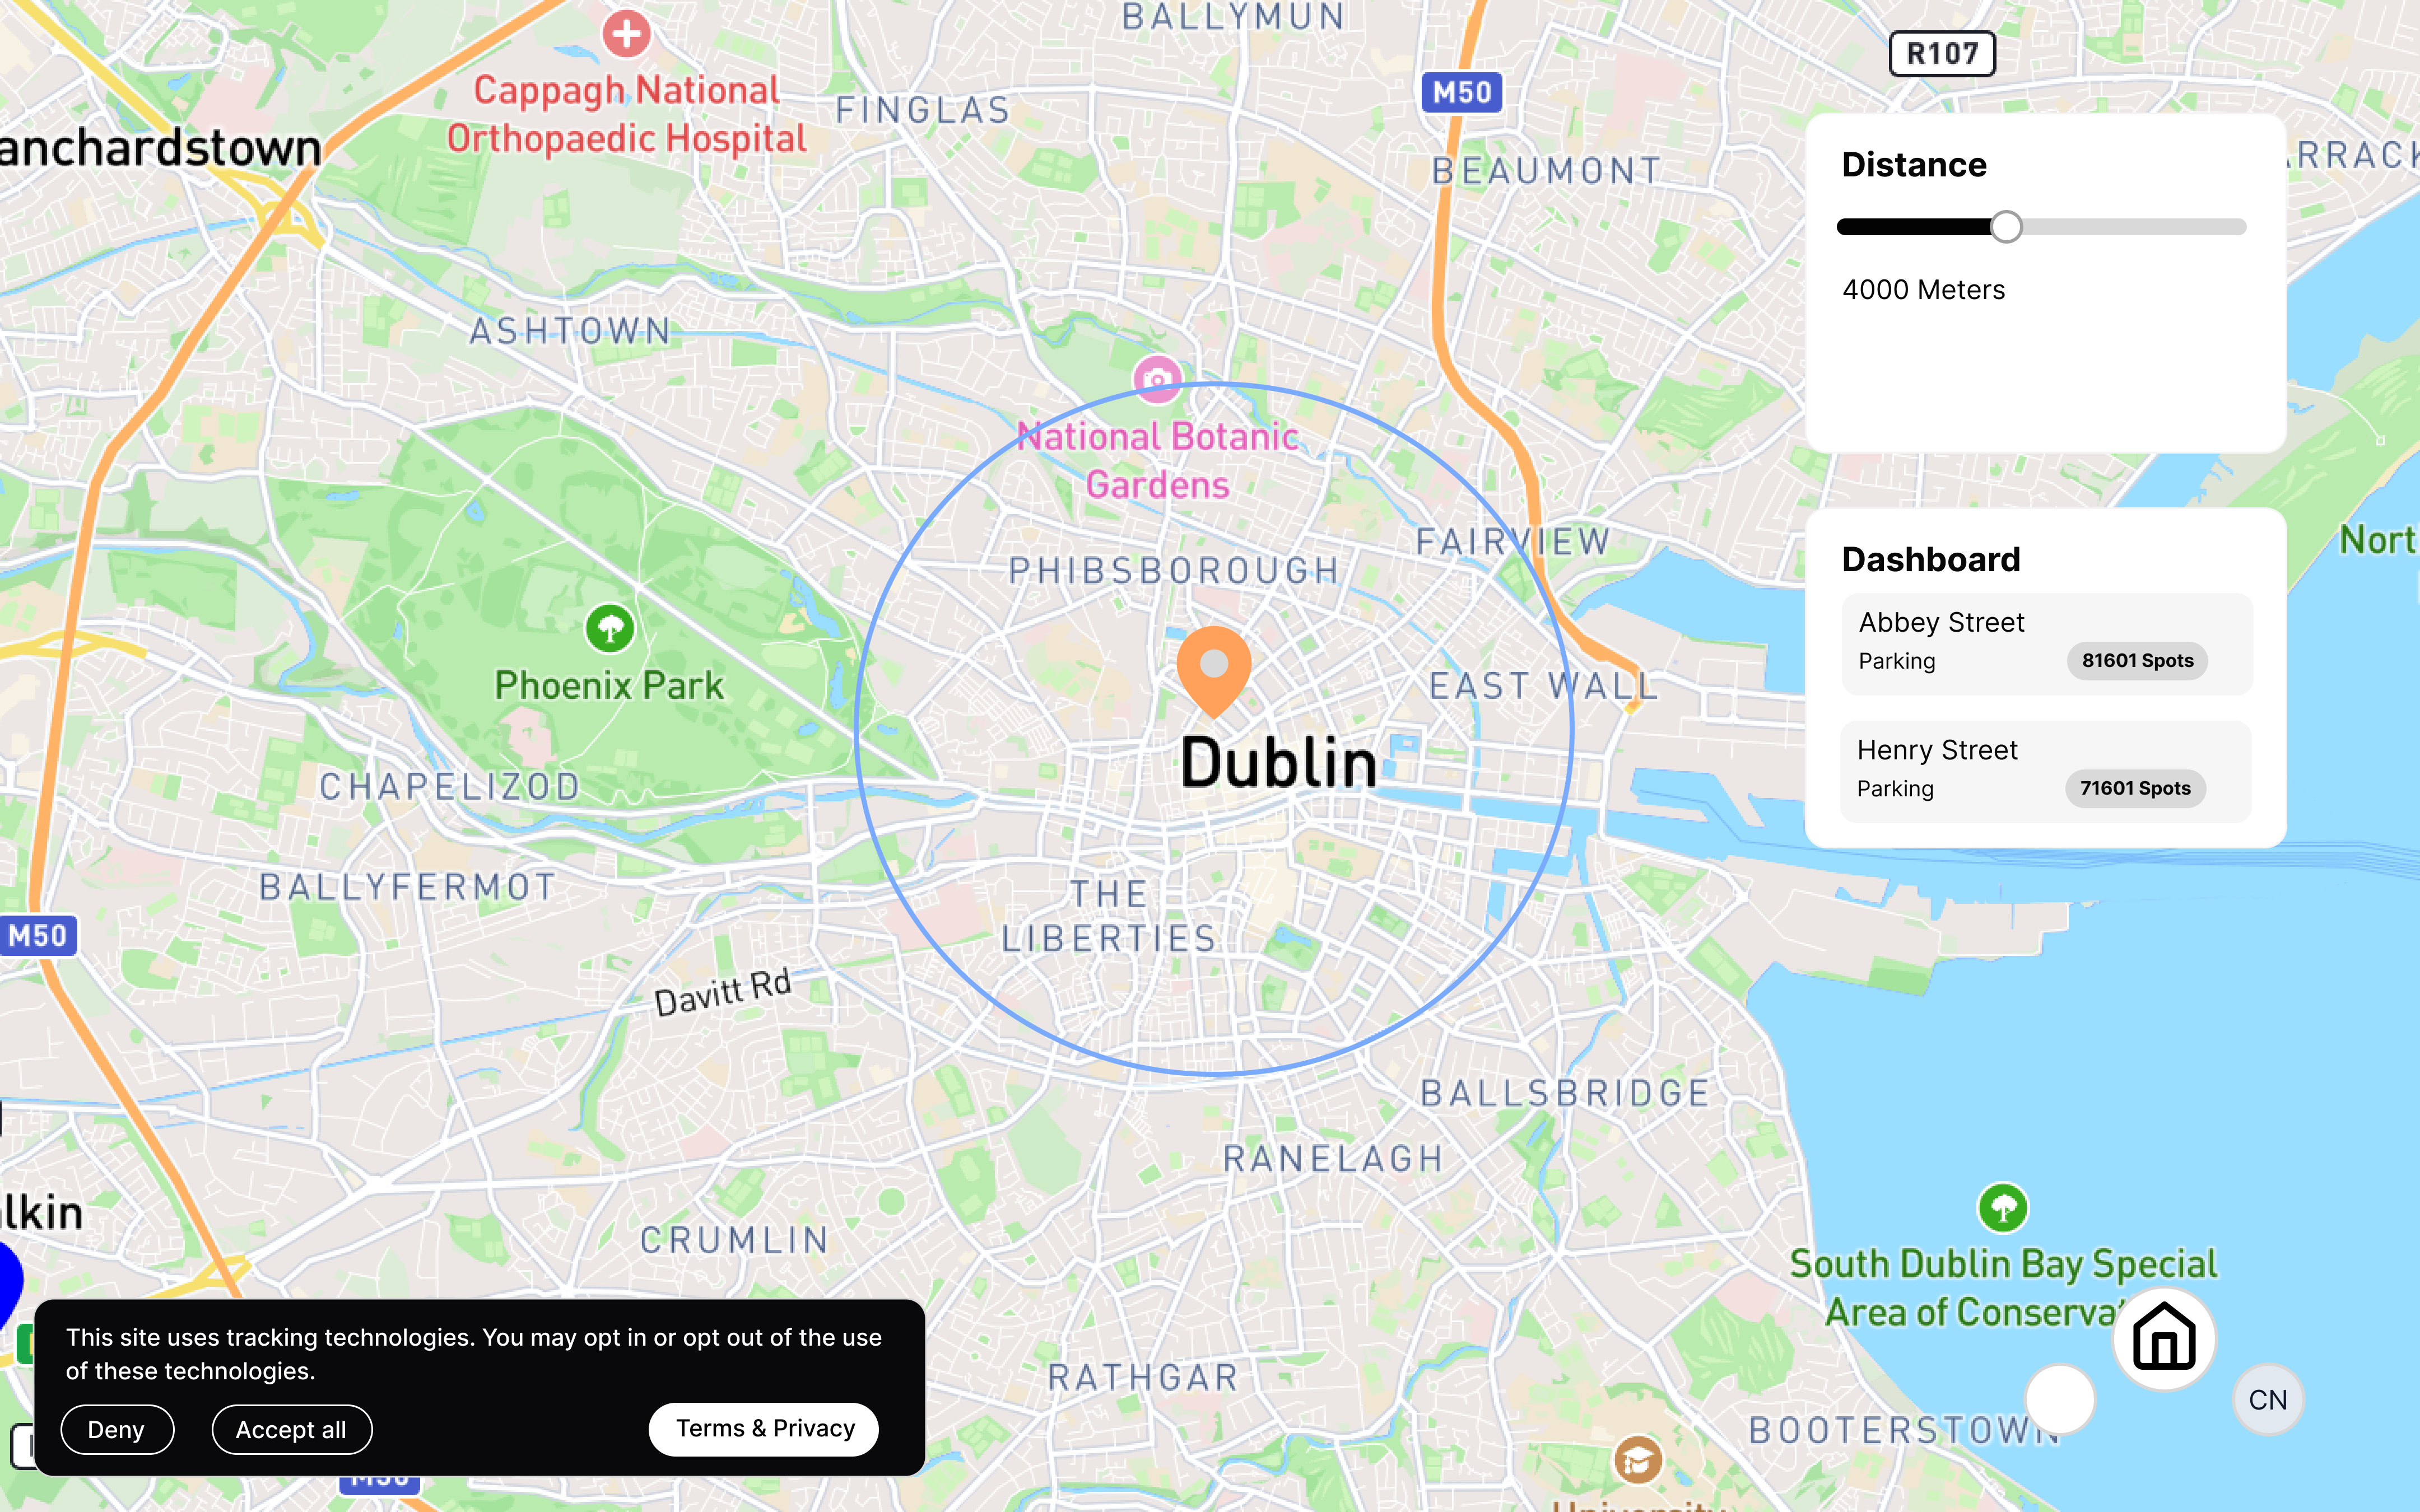 BALLYMUN
R107
Cappagh National
Orthopaedic Hospital
FINGLAS
M50
anchardstown
BEAUMONT
ARRACK
Distance
4000 Meters
ASHTOWN
National Botanic
Gardens
FAIRVIEW
Nort
PHIBSBOROUGH
Dashboard
Abbey Street
Parking
81601 Spots
Henry Street
Parking
71601 Spots
Phoenix Park
EAST WALL
Dublin
CHAPELIZOD
BALLYFERMOT
THE
LIBERTIES
M50
Davitt Rd
BALLSBRIDGE
RANELAGH
lkin
CRUMLIN
South Dublin Bay Special
Area of Conserva
This site uses tracking technologies. You may opt in or opt out of the use
of these technologies.
Deny
Accept all
Terms & Privacy
RATHGAR
CN
BOOTERSTOWN
M50
University